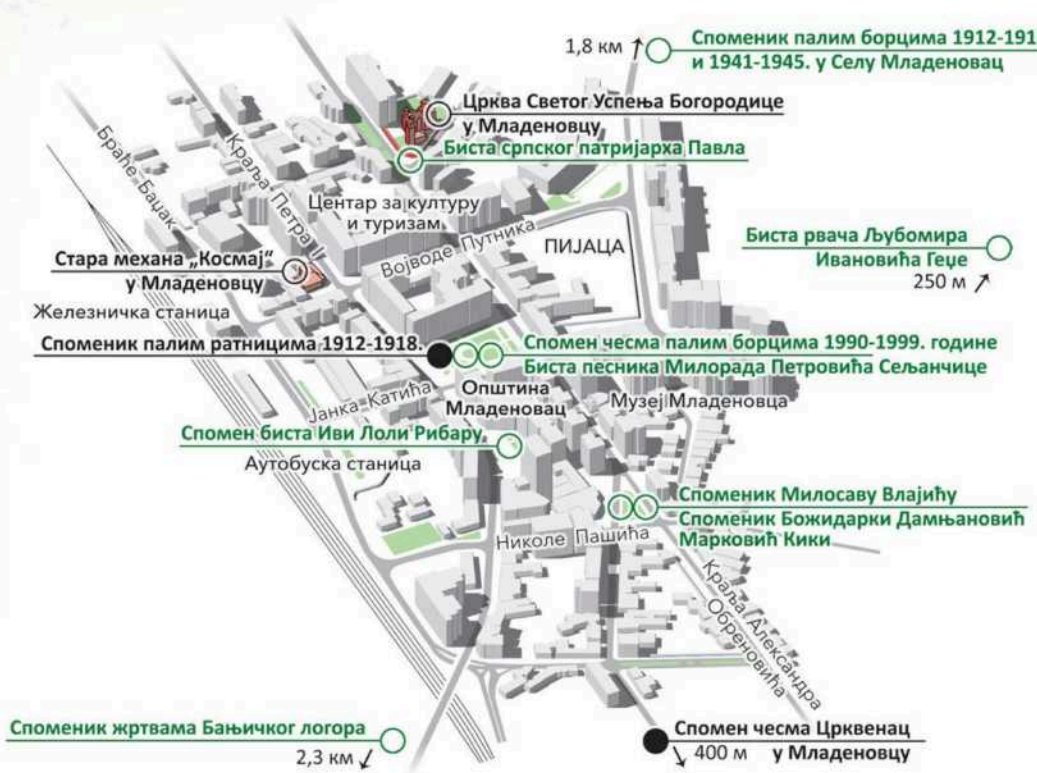 1,8 км
Споменик палим борцима 1912-191
и 1941-1945. у Селу Младеновац
Црква Светог Успења Богородице
у Младеновцу
Биста српског патријарха Павла
Браће Баџак
Краља Петра I
Центар за културу
и туризам
Војводе Путника
ПИЈАЦА
Биста рвача Љубомира
Ивановића Геџе
250 м
Стара механа „Космај“
у Младеновцу
Железничка станица
Споменик палим ратницима 1912-1918.
Спомен чесма палим борцима 1990-1999. године
Биста песника Милорада Петровића Сељанчице
Јанка Катића
Општина
Младеновац
Музеј Младеновца
Спомен биста Иви Лоли Рибару
Аутобуска станица
Споменик Милосаву Влајићу
Споменик Божидарки Дамњановић
Марковић Кики
Николе Пашића
Краља Александра
Обреновића
Споменик жртвама Бањичког логора
2,3 км
Спомен чесма Црквенац
у Младеновцу
400 м